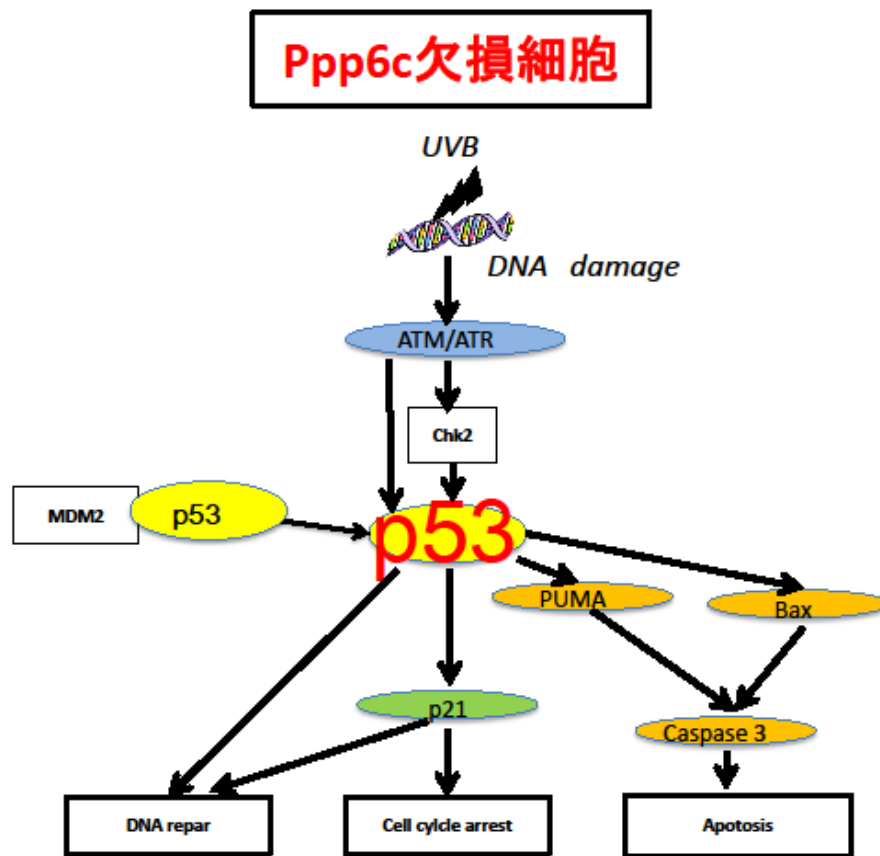 Ppp6c欠損細胞
UVB
DNA damage
ATM/ATR
Chk2
MDM2
p53
p53
PUMA
Bax
p21
Caspase 3
DNA repar
Cell cylcle arrest
Apotosis